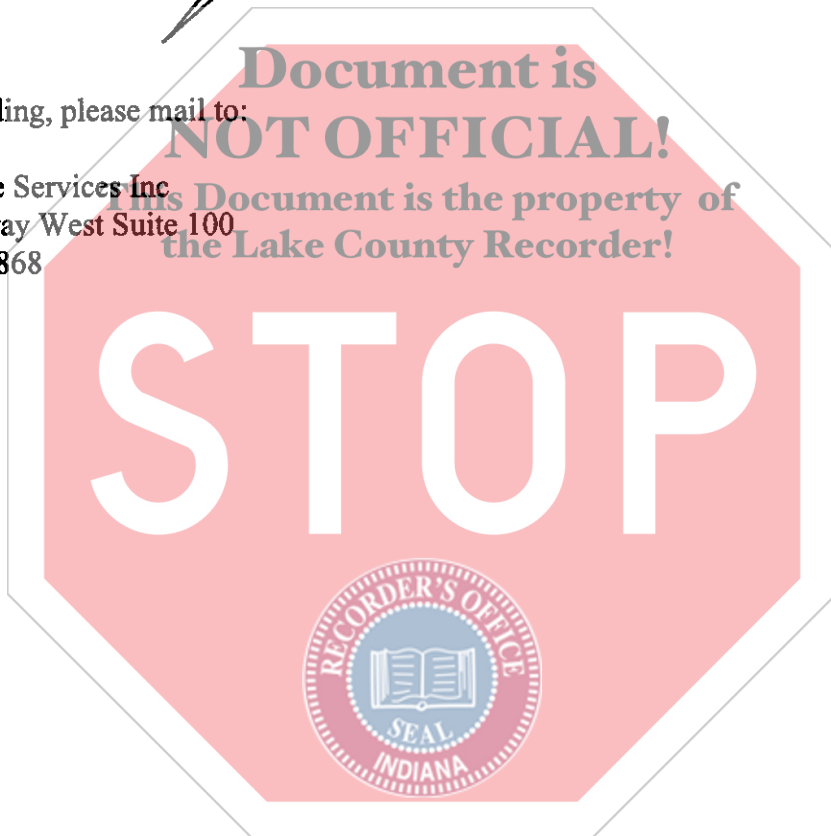 Document is
ding, please mail to:
NOT OFFICIAL!
e Services Inc
This Document is the property of
ay West Suite 100
the Lake County Recorder!
868
STOP
RECORDER'S OFFICE
SEAL
INDIANA